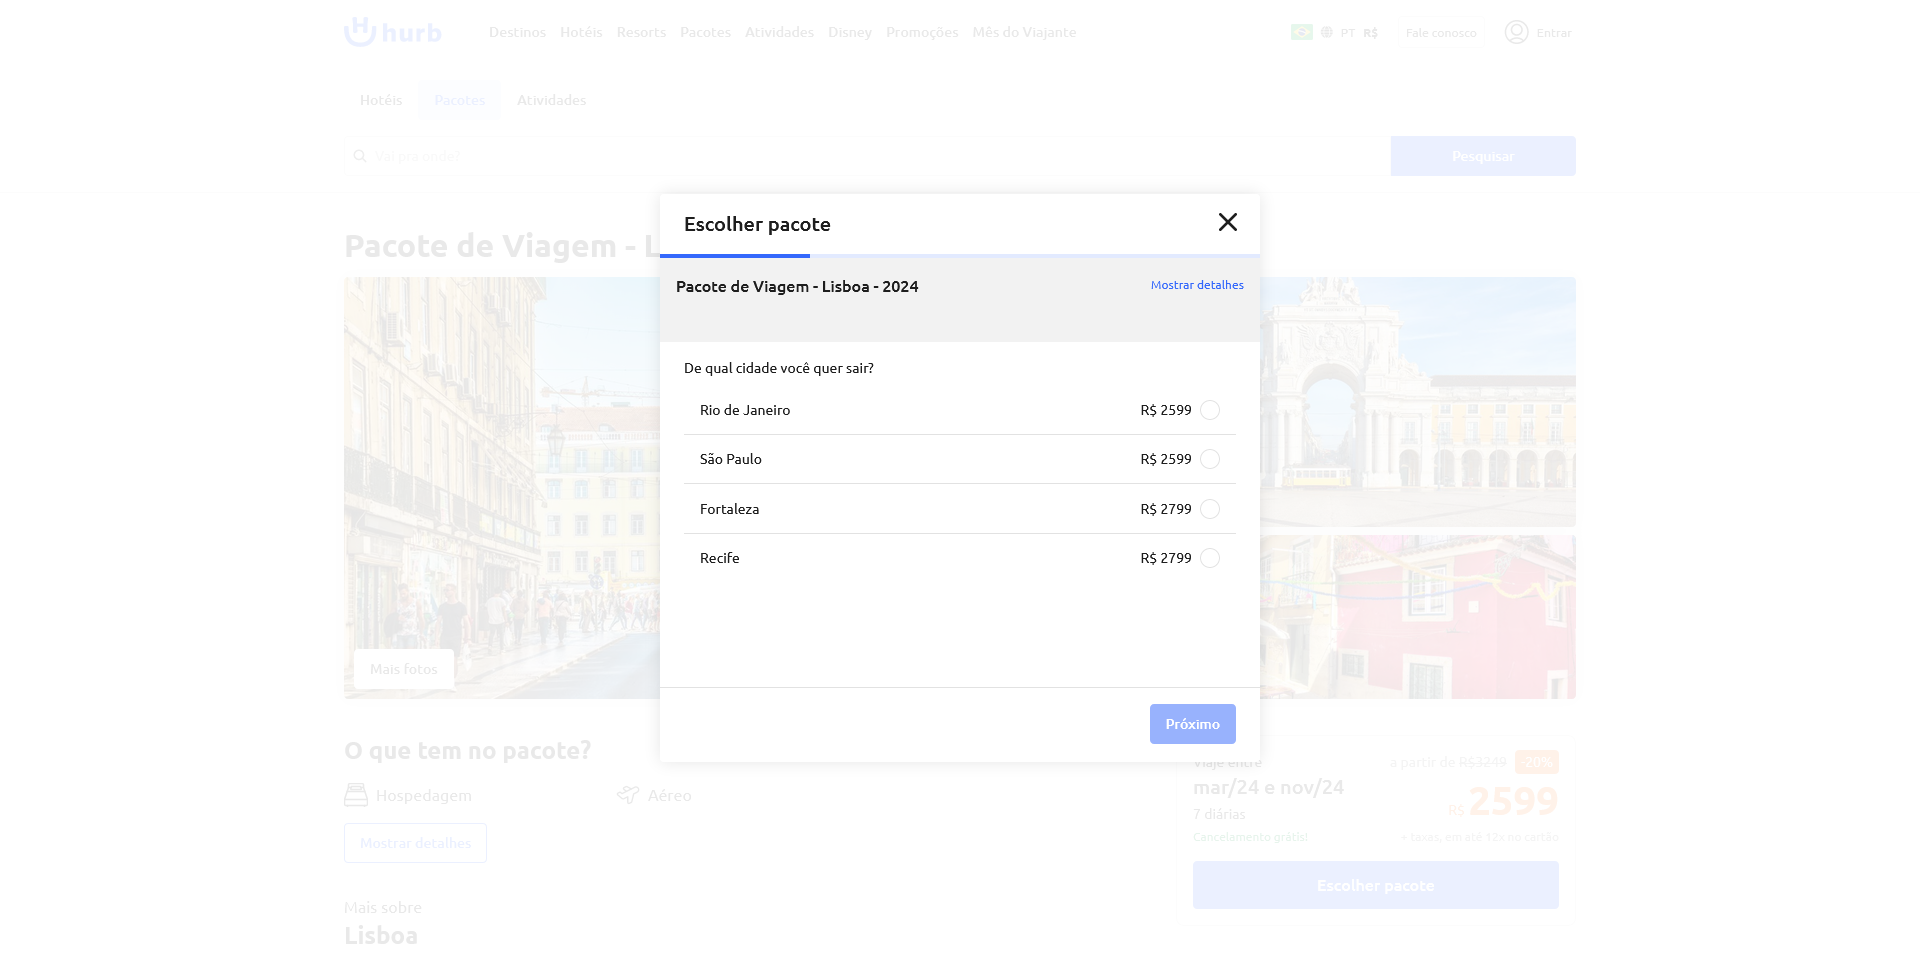 hurb
Destinos Hotéis Resorts Pacotes Atividades Disney Promoções Mês do Viajante
PT R$ Fale conosco Entrar
Hotéis Pacotes Atividades
Vai pra onde? Pesquisar
Pacote de Viagem - L
Escolher pacote
Pacote de Viagem - Lisboa - 2024 Mostrar detalhes
De qual cidade você quer sair?
Rio de Janeiro R$ 2599
São Paulo R$ 2599
Fortaleza R$ 2799
Recife R$ 2799
Próximo
Mais fotos
O que tem no pacote?
Hospedagem Aéreo
Mostrar detalhes
Mais sobre
Lisboa
Viaje entre a partir de R$3249 -20%
mar/24 e nov/24
R$ 2599
7 diárias
Cancelamento grátis! + taxas, em até 12x no cartão
Escolher pacote